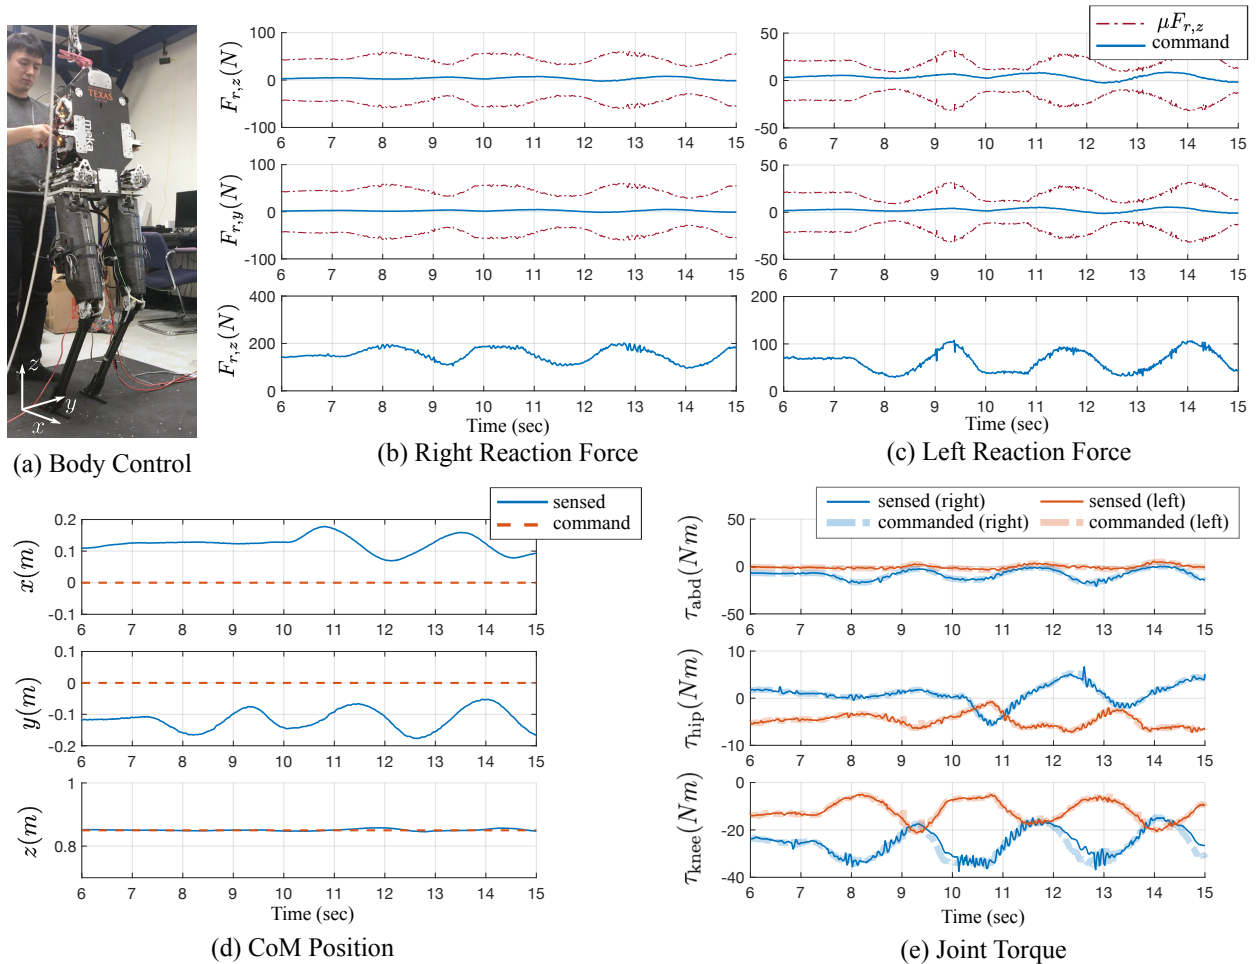 TEXAS
meka
z
y
x
(a) Body Control
F_{r,z}(N)
100
0
-100
6 7 8 9 10 11 12 13 14 15
F_{r,y}(N)
100
0
-100
6 7 8 9 10 11 12 13 14 15
F_{r,z}(N)
400
200
0
6 7 8 9 10 11 12 13 14 15
Time (sec)
(b) Right Reaction Force
μF_{r,z}
command
50
0
-50
6 7 8 9 10 11 12 13 14 15
50
0
-50
6 7 8 9 10 11 12 13 14 15
200
100
0
6 7 8 9 10 11 12 13 14 15
Time (sec)
(c) Left Reaction Force
sensed
command
x(m)
0.2
0.1
0
-0.1
6 7 8 9 10 11 12 13 14 15
y(m)
0.1
0
-0.1
-0.2
6 7 8 9 10 11 12 13 14 15
z(m)
1
0.8
6 7 8 9 10 11 12 13 14 15
Time (sec)
(d) CoM Position
sensed (right) sensed (left)
commanded (right) commanded (left)
τ_{abd}(Nm)
50
0
-50
6 7 8 9 10 11 12 13 14 15
τ_{hip}(Nm)
10
0
-10
6 7 8 9 10 11 12 13 14 15
τ_{knee}(Nm)
0
-20
-40
6 7 8 9 10 11 12 13 14 15
Time (sec)
(e) Joint Torque